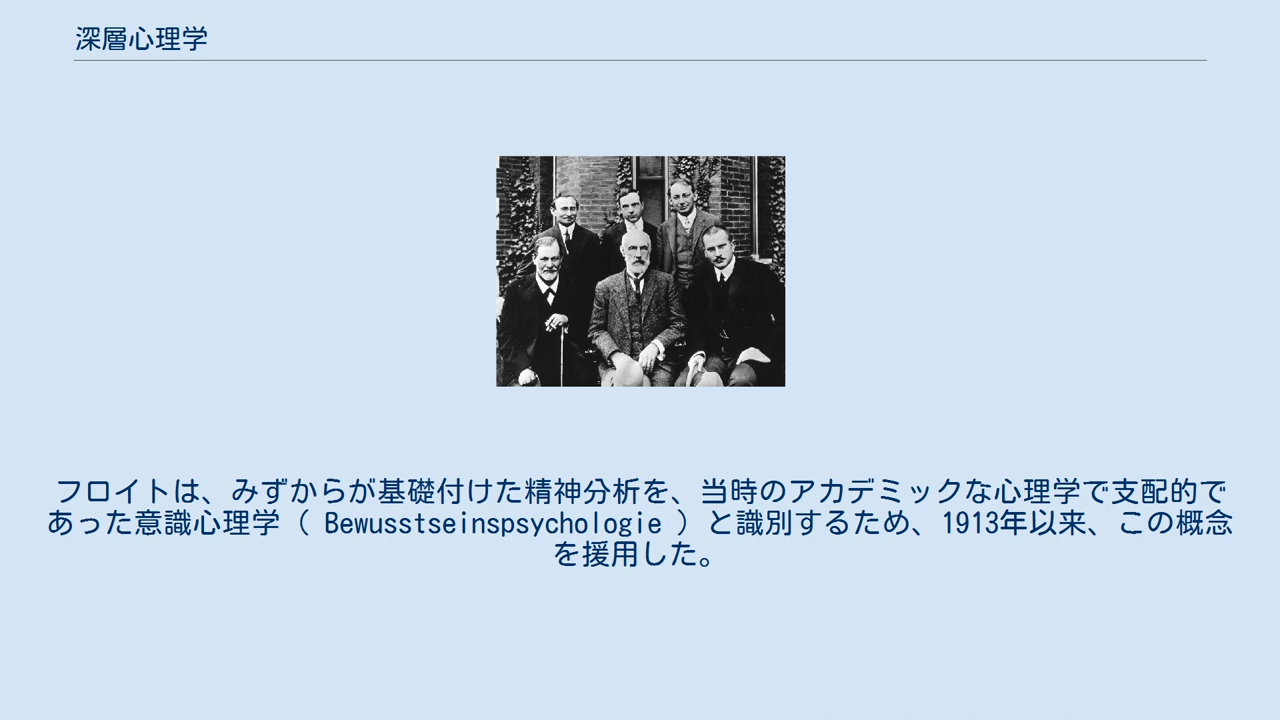 深層心理学
フロイトは、みずからが基礎付けた精神分析を、当時のアカデミックな心理学で支配的で
あった意識心理学（ Bewusstseinspsychologie ）と識別するため、1913年以来、この概念
を援用した。